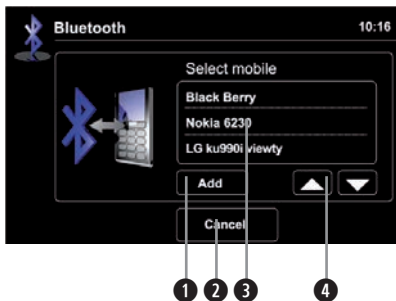 Bluetooth 10:16
Select mobile
Black Berry
Nokia 6230
LG ku990i viewty
Add
Cancel
1 2 3 4